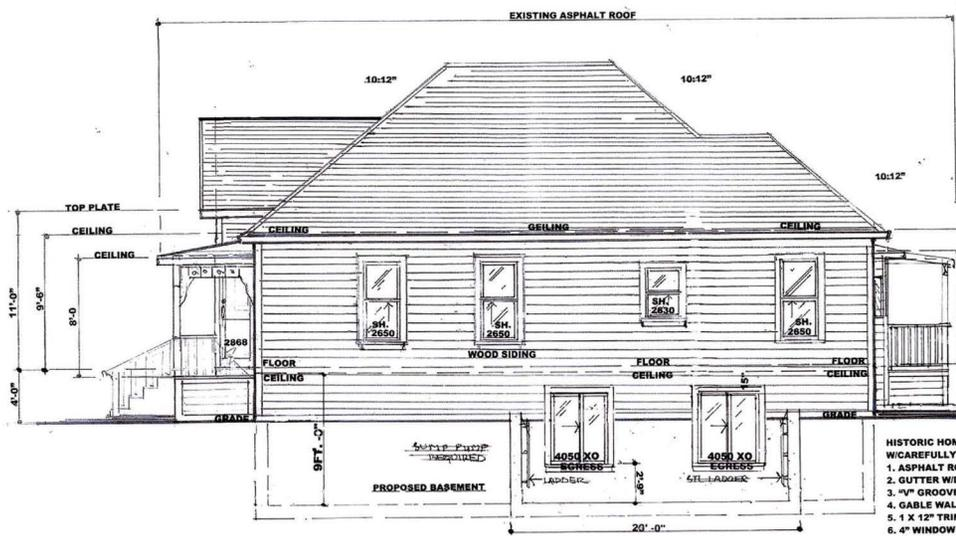 EXISTING ASPHALT ROOF
10:12"
10:12"
10:12"
TOP PLATE
CEILING
CEILING
CEILING
GEILING
CEILING
11'-0"
9'-6"
8'-0
4'-0"
SH.
2650
SH.
2650
SH.
2630
SH.
2650
2868
WOOD SIDING
FLOOR
FLOOR
FLOOR
CEILING
CEILING
CEILING
15"
GRADE
GRADE
9FT. -0"
SUMP PUMP
REQUIRED
4050 XO
EGRESS
4050 XO
EGRESS
LADDER
STL LADDER
2'-9"
PROPOSED BASEMENT
20' -0"
HISTORIC HOM
W/CAREFULLY
1. ASPHALT RO
2. GUTTER W/
3. "V" GROOVE
4. GABLE WAL
5. 1 X 12" TRI
6. 4" WINDOW